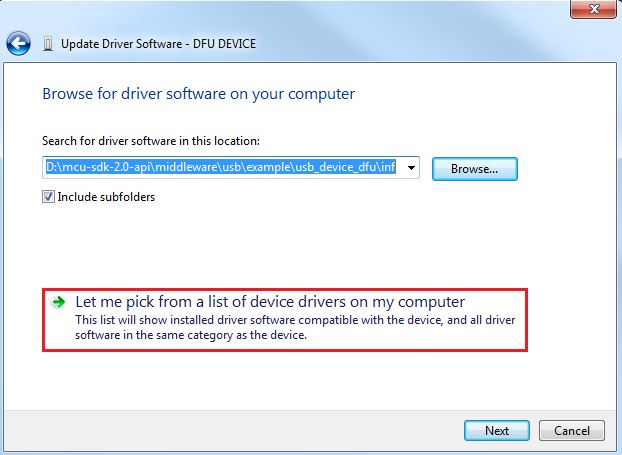 Update Driver Software - DFU DEVICE
Browse for driver software on your computer
Search for driver software in this location:
D:\mcu-sdk-2.0-api\middleware\usb\example\usb_device_dfu\inf
Browse...
Include subfolders
Let me pick from a list of device drivers on my computer
This list will show installed driver software compatible with the device, and all driver
software in the same category as the device.
Next
Cancel